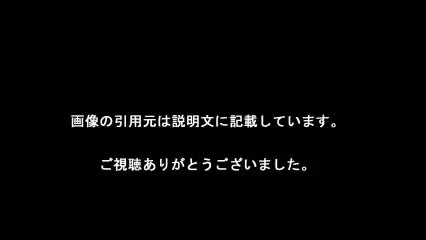 画像の引用元は説明文に記載しています。
ご視聴ありがとうございました。